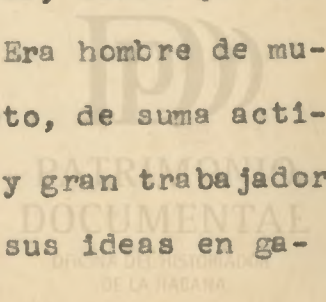 Era hombre de mu-
to, de suma acti-
PATRIMONIO
y gran trabajador
DOCUMENTAL
sus ideas en ga-
OFICINA DEL HISTORIADOR
DE LA HABANA